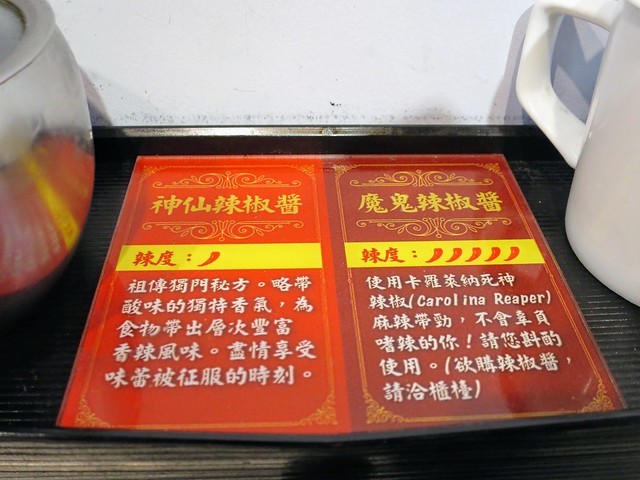 神仙辣椒醬
辣度：
祖傳獨門秘方。略帶
酸味的獨特香氣，為
食物帶出層次豐富
香辣風味。盡情享受
味蕾被征服的時刻。
魔鬼辣椒醬
辣度：
使用卡羅萊納死神
辣椒(Carolina Reaper)
麻辣帶勁，不會辜負
嗜辣的你！請您斟酌
使用。(欲購辣椒醬，
請洽櫃檯)